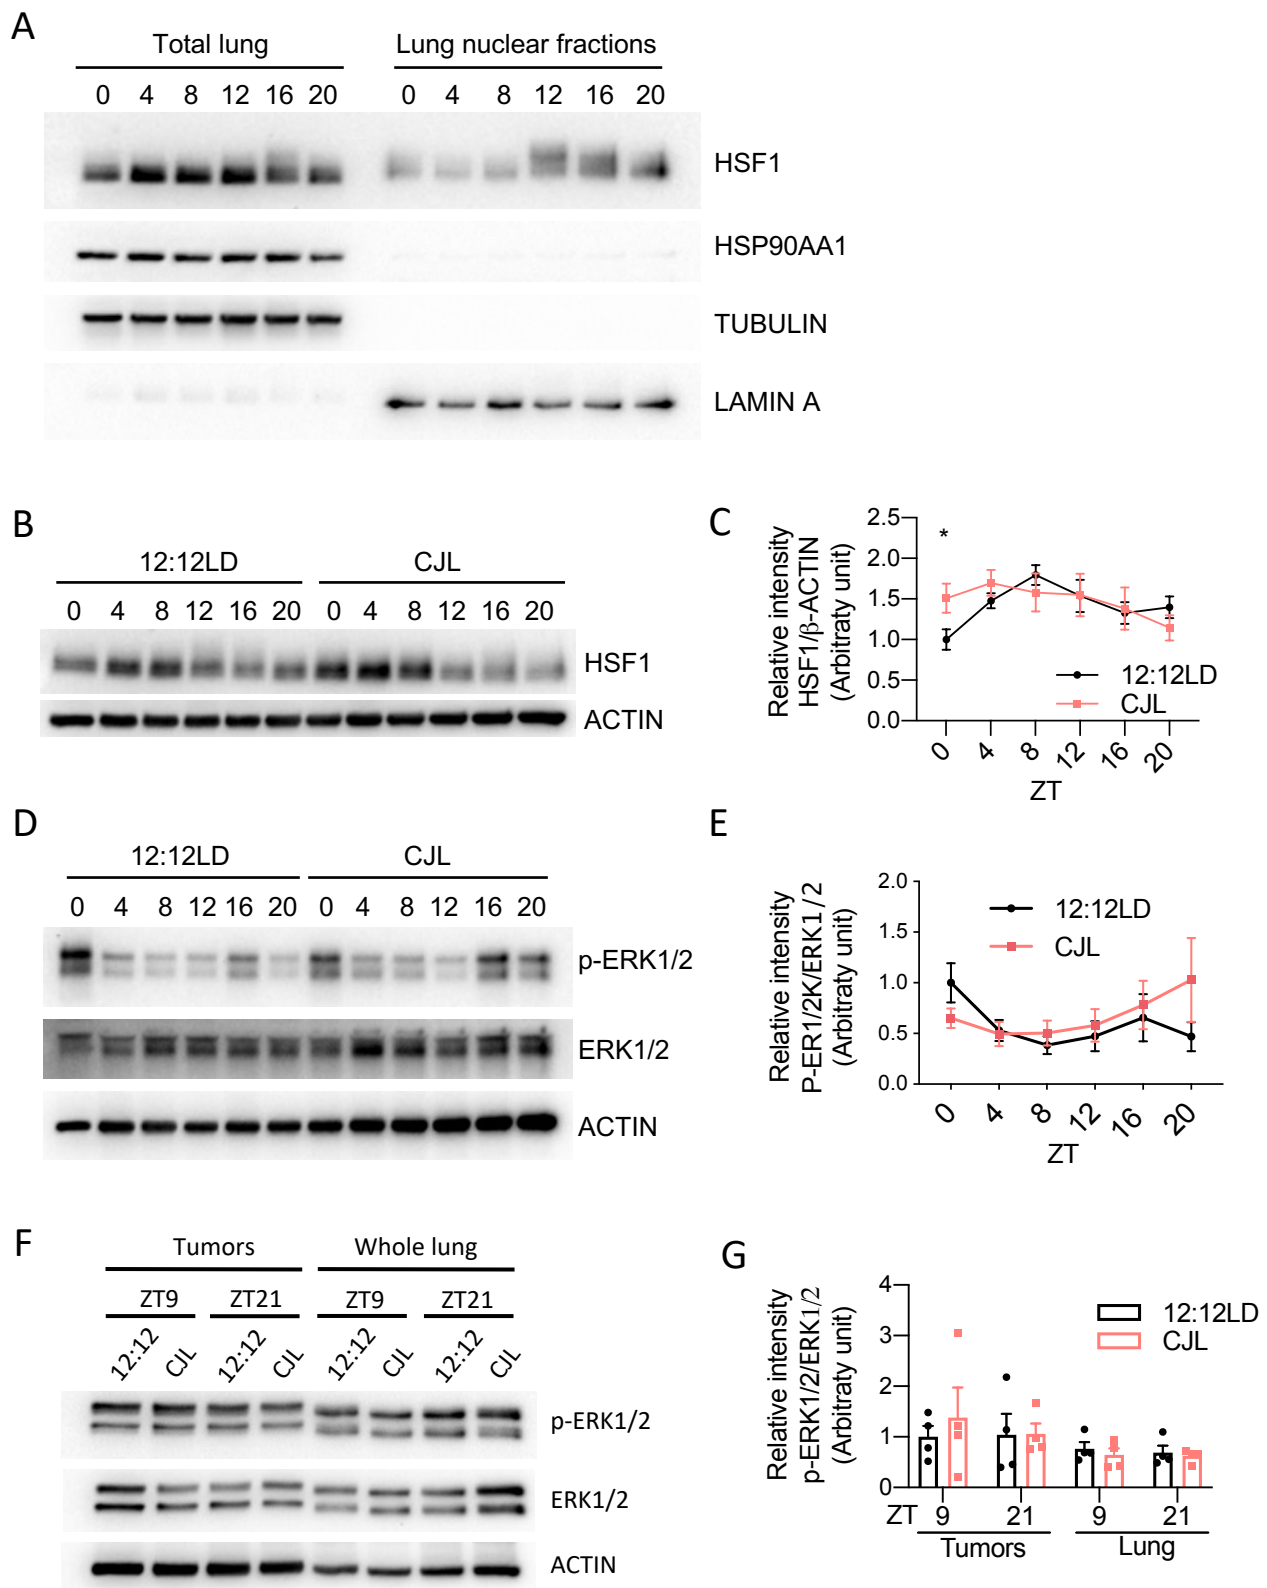 A
Total lung
Lung nuclear fractions
0 4 8 12 16 20 0 4 8 12 16 20
HSF1
HSP90AA1
TUBULIN
LAMIN A
B
12:12LD CJL
0 4 8 12 16 20 0 4 8 12 16 20
HSF1
ACTIN
C
Relative intensity
HSF1/β-ACTIN
(Arbitraty unit)
2.5
2.0
1.5
1.0
0.5
0.0
*
12:12LD
CJL
0 4 8 12 16 20
ZT
D
12:12LD CJL
0 4 8 12 16 20 0 4 8 12 16 20
p-ERK1/2
ERK1/2
ACTIN
E
Relative intensity
P-ER1/2K/ERK1/2
(Arbitraty unit)
2.0
1.5
1.0
0.5
0.0
12:12LD
CJL
0 4 8 12 16 20
ZT
F
Tumors Whole lung
ZT9 ZT21 ZT9 ZT21
12:12 CJL 12:12 CJL 12:12 CJL 12:12 CJL
p-ERK1/2
ERK1/2
ACTIN
G
Relative intensity
p-ERK1/2/ERK1/2
(Arbitraty unit)
4
3
2
1
0
12:12LD
CJL
ZT 9 21 9 21
Tumors Lung